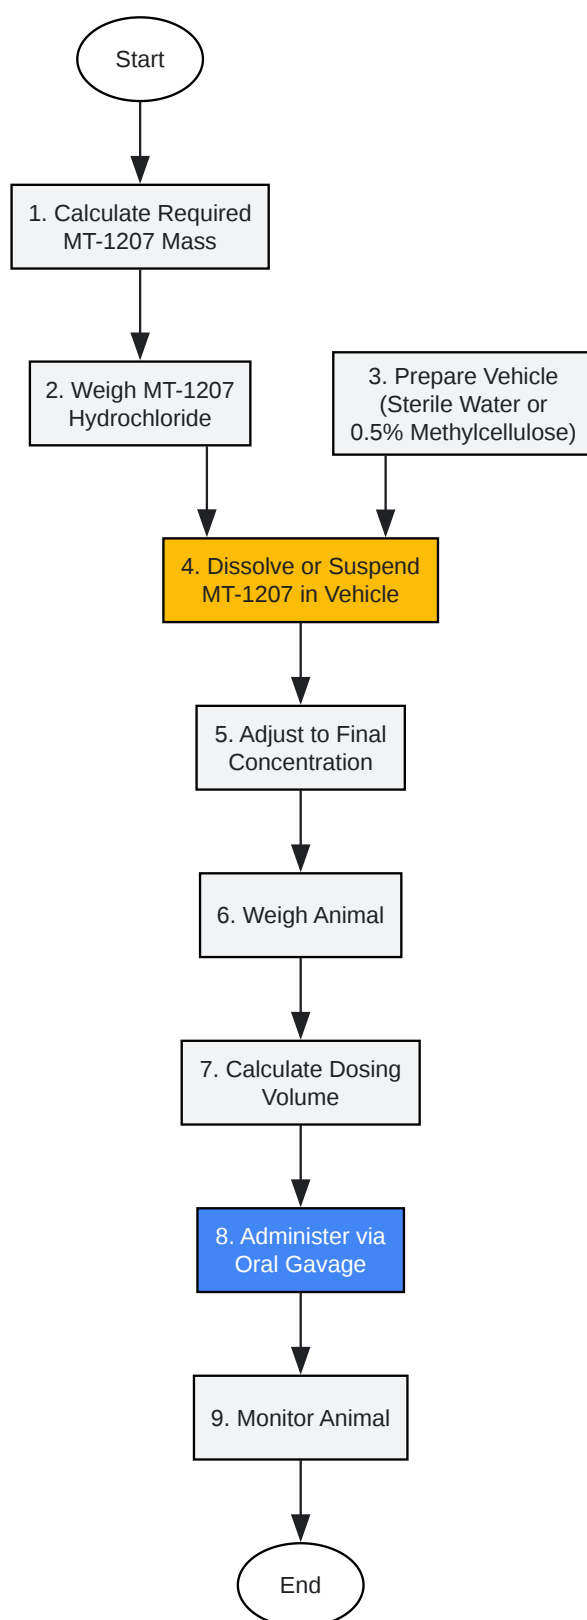 Start
1. Calculate Required
MT-1207 Mass
2. Weigh MT-1207
Hydrochloride
3. Prepare Vehicle
(Sterile Water or
0.5% Methylcellulose)
4. Dissolve or Suspend
MT-1207 in Vehicle
5. Adjust to Final
Concentration
6. Weigh Animal
7. Calculate Dosing
Volume
8. Administer via
Oral Gavage
9. Monitor Animal
End